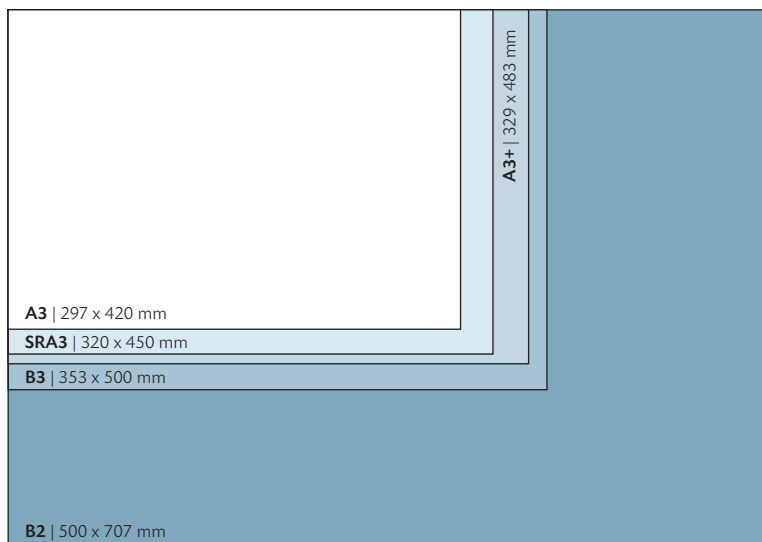 A3+ | 329 x 483 mm
A3 | 297 x 420 mm
SRA3 | 320 x 450 mm
B3 | 353 x 500 mm
B2 | 500 x 707 mm